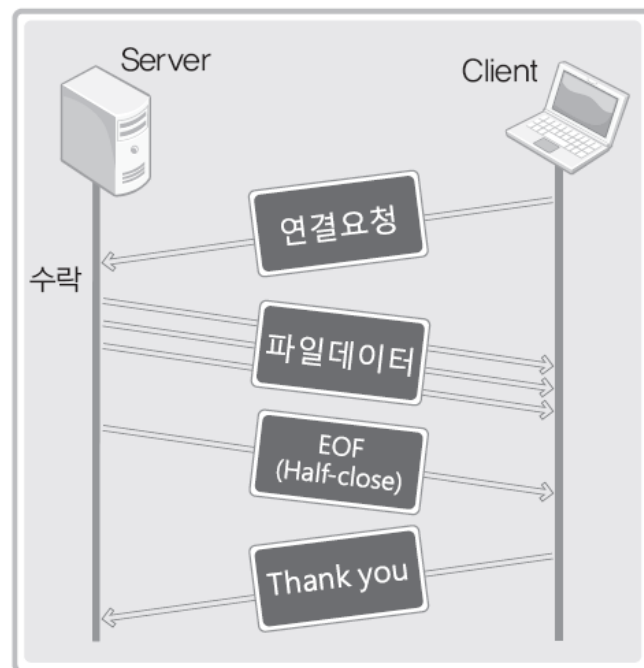 Server
Client
연결요청
수락
파일데이터
EOF
(Half-close)
Thank you